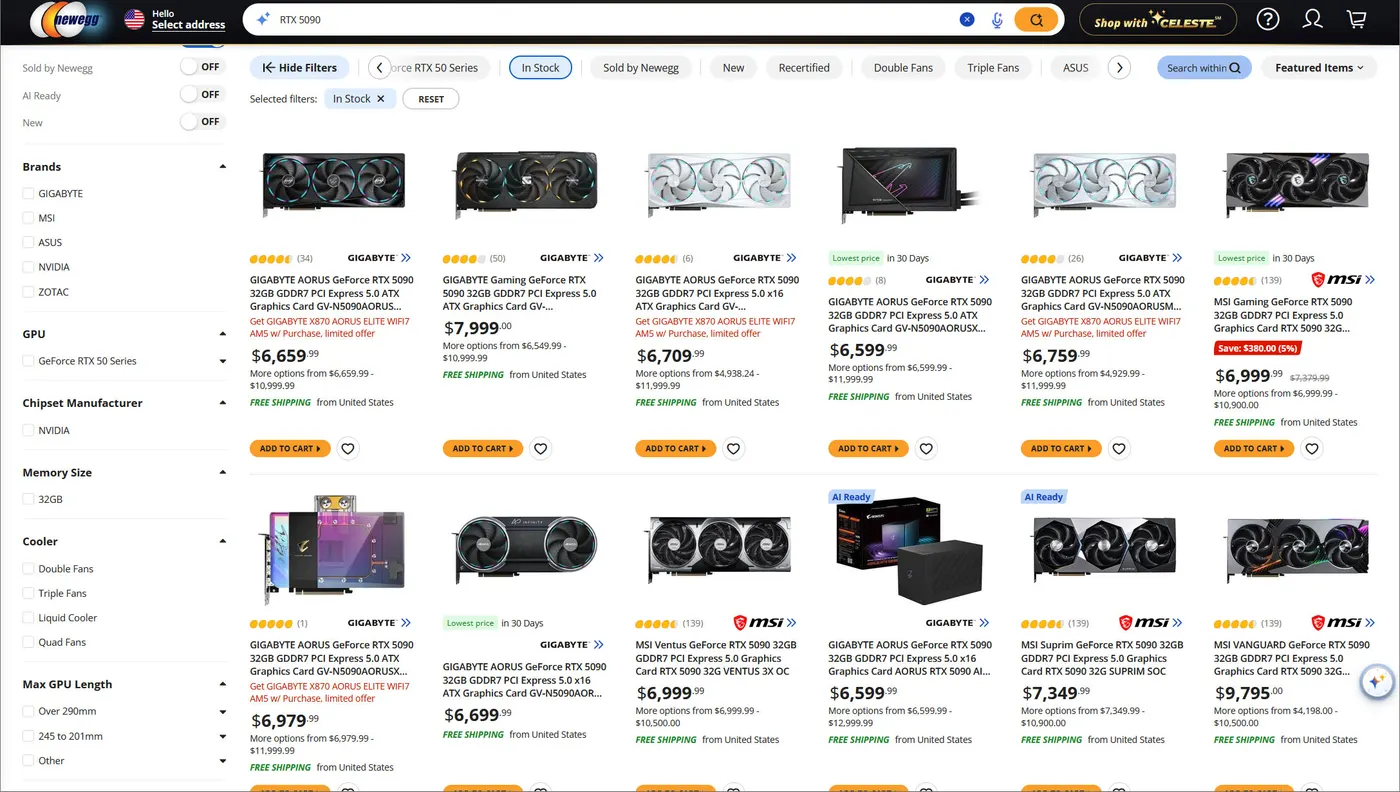 newegg
Hello
Select address
RTX 5090
Shop with CELESTE
Sold by Newegg OFF
AI Ready OFF
New OFF
Hide Filters
orce RTX 50 Series
In Stock
Sold by Newegg
New
Recertified
Double Fans
Triple Fans
ASUS
Search within
Featured Items
Selected filters: In Stock RESET
Brands
GIGABYTE
MSI
ASUS
NVIDIA
ZOTAC
GPU
GeForce RTX 50 Series
Chipset Manufacturer
NVIDIA
Memory Size
32GB
Cooler
Double Fans
Triple Fans
Liquid Cooler
Quad Fans
Max GPU Length
Over 290mm
245 to 201mm
Other
(34) GIGABYTE
GIGABYTE AORUS GeForce RTX 5090
32GB GDDR7 PCI Express 5.0 ATX
Graphics Card GV-N5090AORUS...
Get GIGABYTE X870 AORUS ELITE WIFI7
AM5 w/ Purchase, limited offer
$6,659.99
More options from $6,659.99 -
$10,999.99
FREE SHIPPING from United States
ADD TO CART
(50) GIGABYTE
GIGABYTE Gaming GeForce RTX
5090 32GB GDDR7 PCI Express 5.0
ATX Graphics Card GV-...
$7,999.00
More options from $6,549.99 -
$10,999.99
FREE SHIPPING from United States
ADD TO CART
(6) GIGABYTE
GIGABYTE AORUS GeForce RTX 5090
32GB GDDR7 PCI Express 5.0 x16
ATX Graphics Card GV-...
Get GIGABYTE X870 AORUS ELITE WIFI7
AM5 w/ Purchase, limited offer
$6,709.99
More options from $4,938.24 -
$11,999.99
FREE SHIPPING from United States
ADD TO CART
Lowest price in 30 Days
(8) GIGABYTE
GIGABYTE AORUS GeForce RTX 5090
32GB GDDR7 PCI Express 5.0 ATX
Graphics Card GV-N5090AORUSX...
$6,599.99
More options from $6,599.99 -
$11,999.99
FREE SHIPPING from United States
ADD TO CART
(26) GIGABYTE
GIGABYTE AORUS GeForce RTX 5090
32GB GDDR7 PCI Express 5.0 ATX
Graphics Card GV-N5090AORUSM...
Get GIGABYTE X870 AORUS ELITE WIFI7
AM5 w/ Purchase, limited offer
$6,759.99
More options from $4,929.99 -
$11,999.99
FREE SHIPPING from United States
ADD TO CART
Lowest price in 30 Days
(139) msi
MSI Gaming GeForce RTX 5090
32GB GDDR7 PCI Express 5.0
Graphics Card RTX 5090 32G...
Save: $380.00 (5%)
$6,999.99 $7,379.99
More options from $6,999.99 -
$10,900.00
FREE SHIPPING from United States
ADD TO CART
(1) GIGABYTE
GIGABYTE AORUS GeForce RTX 5090
32GB GDDR7 PCI Express 5.0 ATX
Graphics Card GV-N5090AORUSX...
Get GIGABYTE X870 AORUS ELITE WIFI7
AM5 w/ Purchase, limited offer
$6,979.99
More options from $6,979.99 -
$11,999.99
FREE SHIPPING from United States
Lowest price in 30 Days
GIGABYTE
GIGABYTE AORUS GeForce RTX 5090
32GB GDDR7 PCI Express 5.0 x16
ATX Graphics Card GV-N5090AOR...
$6,699.99
FREE SHIPPING from United States
(139) msi
MSI Ventus GeForce RTX 5090 32GB
GDDR7 PCI Express 5.0 Graphics
Card RTX 5090 32G VENTUS 3X OC
$6,999.99
More options from $6,999.99 -
$10,500.00
FREE SHIPPING from United States
AI Ready
GIGABYTE
GIGABYTE AORUS GeForce RTX 5090
32GB GDDR7 PCI Express 5.0 x16
Graphics Card AORUS RTX 5090 AI...
$6,599.99
More options from $6,599.99 -
$12,999.99
FREE SHIPPING from United States
AI Ready
(139) msi
MSI Suprim GeForce RTX 5090 32GB
GDDR7 PCI Express 5.0 Graphics
Card RTX 5090 32G SUPRIM SOC
$7,349.99
More options from $7,349.99 -
$10,900.00
FREE SHIPPING from United States
(139) msi
MSI VANGUARD GeForce RTX 5090
32GB GDDR7 PCI Express 5.0
Graphics Card RTX 5090 32G...
$9,795.00
More options from $4,198.00 -
$10,500.00
FREE SHIPPING from United States